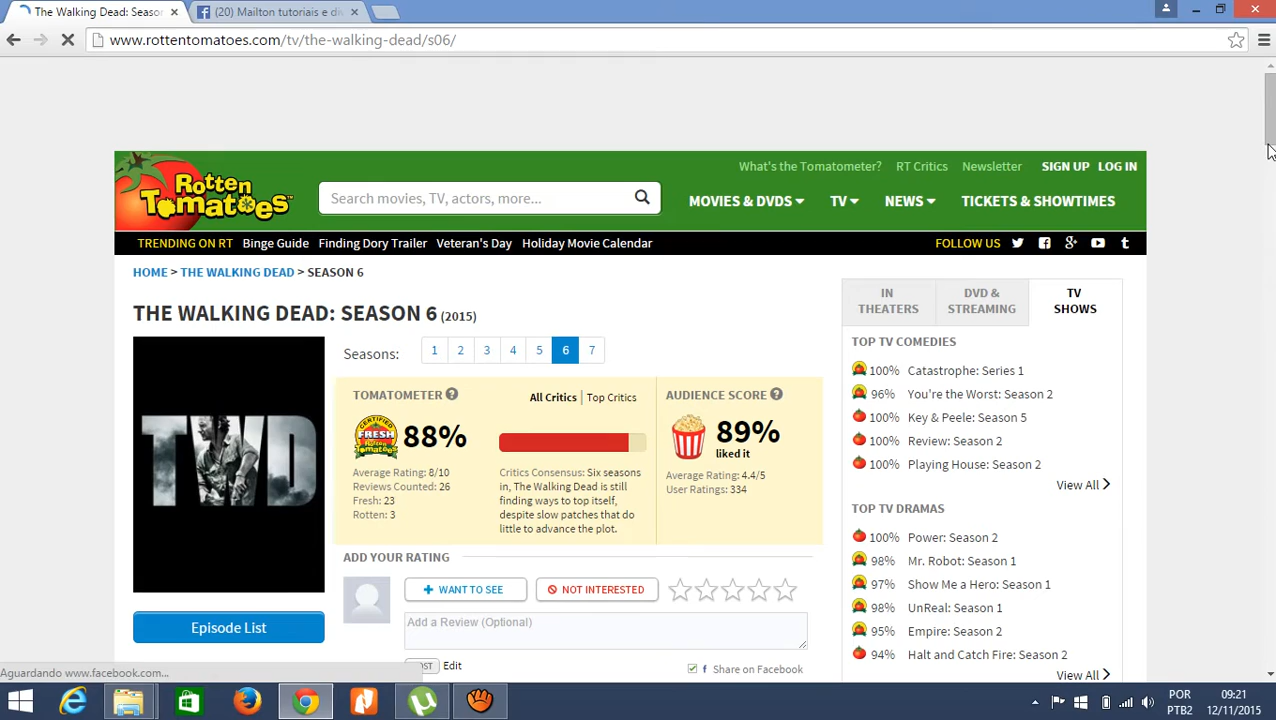 The Walking Dead: Seaso
(20) Mailton tutoriais e di
www.rottentomatoes.com/tv/the-walking-dead/s06/
What's the Tomatometer?
RT Critics
Newsletter
SIGN UP
LOG IN
Rotten Tomatoes™
Search movies, TV, actors, more...
MOVIES & DVDS
TV
NEWS
TICKETS & SHOWTIMES
TRENDING ON RT
Binge Guide
Finding Dory Trailer
Veteran's Day
Holiday Movie Calendar
FOLLOW US
HOME > THE WALKING DEAD > SEASON 6
THE WALKING DEAD: SEASON 6 (2015)
TWD
Episode List
Seasons:
1 2 3 4 5 6 7
TOMATOMETER ?
All Critics | Top Critics
CERTIFIED FRESH Rotten Tomatoes
88%
Average Rating: 8/10
Reviews Counted: 26
Fresh: 23
Rotten: 3
Critics Consensus: Six seasons
in, The Walking Dead is still
finding ways to top itself,
despite slow patches that do
little to advance the plot.
AUDIENCE SCORE ?
89%
liked it
Average Rating: 4.4/5
User Ratings: 334
ADD YOUR RATING
WANT TO SEE
NOT INTERESTED
Add a Review (Optional)
Edit
f Share on Facebook
IN THEATERS
DVD & STREAMING
TV SHOWS
TOP TV COMEDIES
100% Catastrophe: Series 1
96% You're the Worst: Season 2
100% Key & Peele: Season 5
100% Review: Season 2
100% Playing House: Season 2
View All
TOP TV DRAMAS
100% Power: Season 2
98% Mr. Robot: Season 1
97% Show Me a Hero: Season 1
98% UnReal: Season 1
95% Empire: Season 2
94% Halt and Catch Fire: Season 2
View All
Aguardando www.facebook.com...
POR
PTB2
09:21
12/11/2015